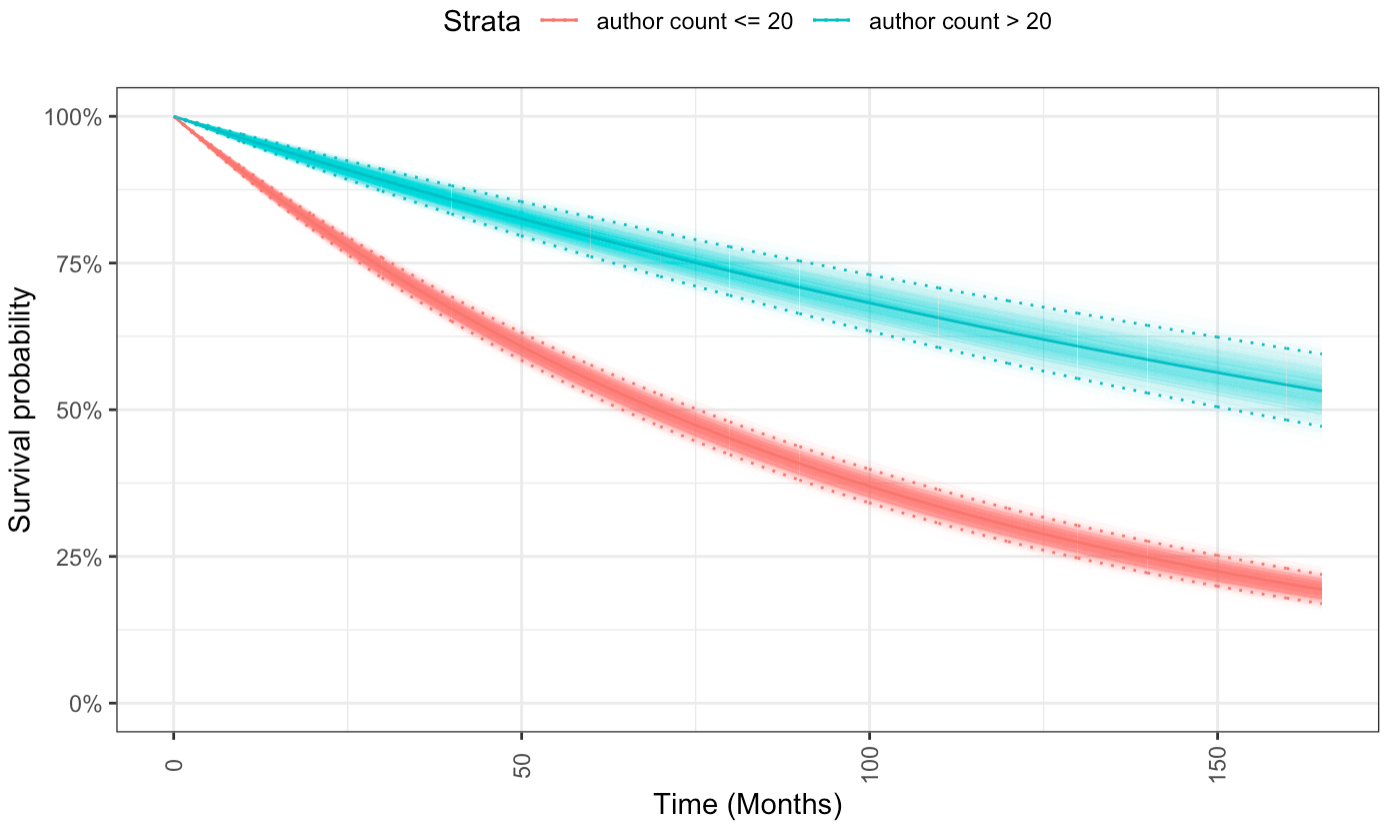 Strata author count <= 20 author count > 20
100%
75%
50%
25%
0%
Survival probability
0 50 100 150
Time (Months)